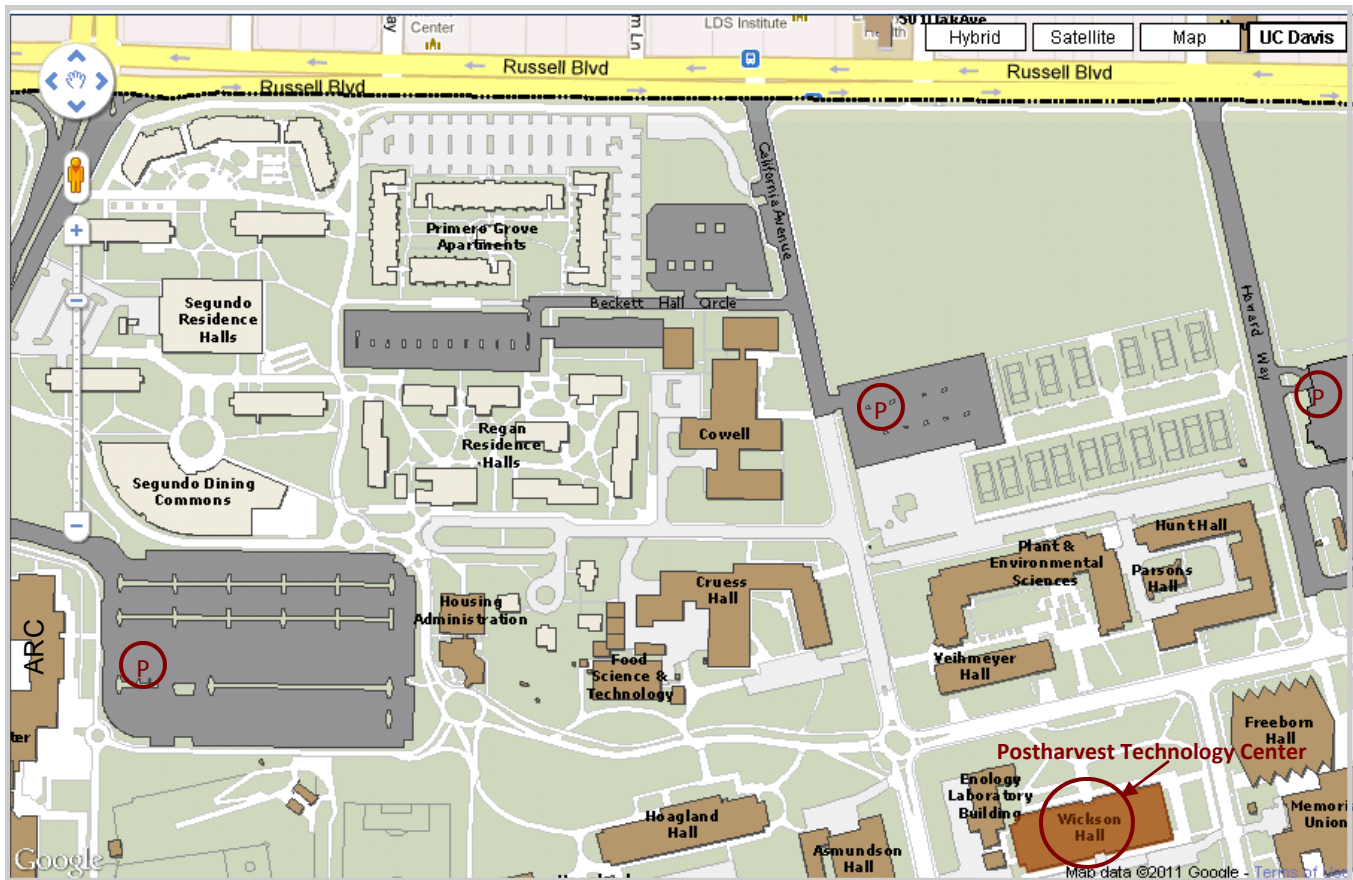 Center
LDS Institute
Hybrid
Satellite
Map
UC Davis
Russell Blvd
Russell Blvd
Russell Blvd
California Avenue
Howard Way
Primero Grove
Apartments
Beckett Hall Circle
Segundo
Residence
Halls
P
P
Cowell
Regan
Residence
Halls
Segundo Dining
Commons
Hunt Hall
Plant &
Environmental
Sciences
Parsons
Hall
Cruess
Hall
Housing
Administration
ARC
P
Food
Science &
Technology
Veihmeyer
Hall
Freeborn
Hall
Postharvest Technology Center
Enology
Laboratory
Building
Wickson
Hall
Hoagland
Hall
Asmundson
Hall
Memori
Union
Google
Map data ©2011 Google - Terms of Use